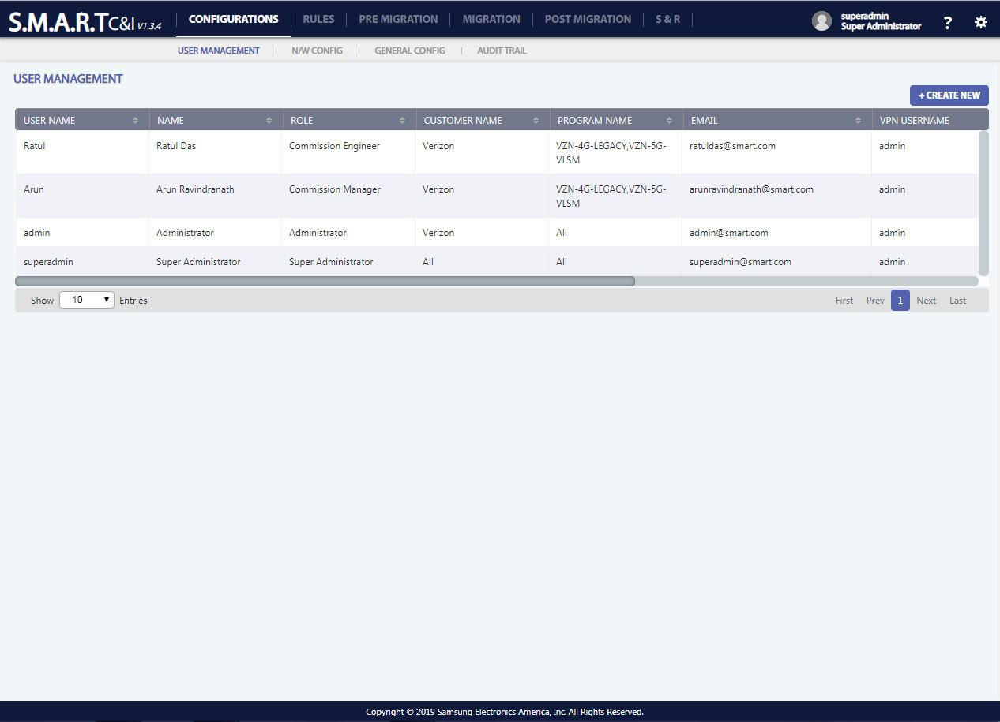 S.M.A.R.T C&I V1.3.4
CONFIGURATIONS RULES PRE MIGRATION MIGRATION POST MIGRATION S & R
superadmin
Super Administrator
?
USER MANAGEMENT N/W CONFIG GENERAL CONFIG AUDIT TRAIL
USER MANAGEMENT
+ CREATE NEW
USER NAME NAME ROLE CUSTOMER NAME PROGRAM NAME EMAIL VPN USERNAME
Ratul Ratul Das Commission Engineer Verizon VZN-4G-LEGACY,VZN-5G- ratuldas@smart.com admin
VLSM
Arun Arun Ravindranath Commission Manager Verizon VZN-4G-LEGACY,VZN-5G- arunravindranath@smart.com admin
VLSM
admin Administrator Administrator Verizon All admin@smart.com admin
superadmin Super Administrator Super Administrator All All superadmin@smart.com admin
Show 10 Entries First Prev 1 Next Last
Copyright © 2019 Samsung Electronics America, Inc. All Rights Reserved.